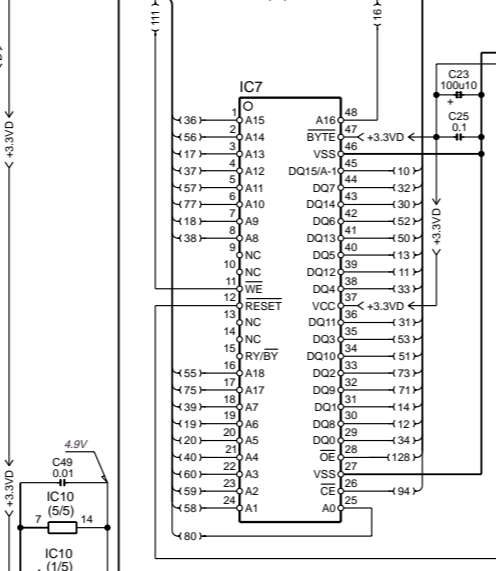 111
16
+3.3VD
IC7
C23
100u10
+
C25
0.1
(36) 1 A15 A16 48
(56) 2 A14 BYTE 47 +3.3VD
(17) 3 A13 VSS 46
(37) 4 A12 DQ15/A-1 45 (10)
(57) 5 A11 DQ7 44 (32)
(77) 6 A10 DQ14 43 (30)
(18) 7 A9 DQ6 42 (52)
(38) 8 A8 DQ13 41 (50)
9 NC DQ5 40 (13)
10 NC DQ12 39 (11)
11 WE DQ4 38 (33)
12 RESET VCC 37 +3.3VD
13 NC DQ11 36 (31)
14 NC DQ3 35 (53)
15 RY/BY DQ10 34 (51)
(55) 16 A18 DQ2 33 (73)
(75) 17 A17 DQ9 32 (71)
(39) 18 A7 DQ1 31 (14)
(19) 19 A6 DQ8 30 (12)
(20) 20 A5 DQ0 29 (34)
(40) 21 A4 OE 28 (128)
(60) 22 A3 VSS 27
(59) 23 A2 CE 26 (94)
(58) 24 A1 A0 25
(80)
+3.3VD
4.9V
C49
0.01
+3.3VD
IC10
(5/5)
7 14
IC10
(1/5)